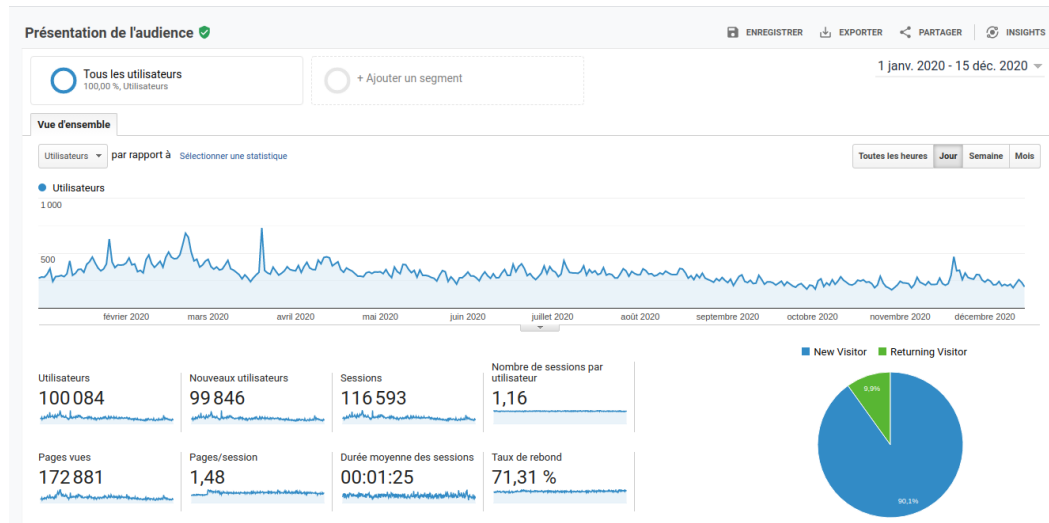 Présentation de l'audience
ENREGISTRER EXPORTER PARTAGER INSIGHTS
Tous les utilisateurs
100,00 %, Utilisateurs
+ Ajouter un segment
1 janv. 2020 - 15 déc. 2020
Vue d'ensemble
Utilisateurs par rapport à Sélectionner une statistique
Toutes les heures Jour Semaine Mois
Utilisateurs
1 000
500
février 2020 mars 2020 avril 2020 mai 2020 juin 2020 juillet 2020 août 2020 septembre 2020 octobre 2020 novembre 2020 décembre 2020
New Visitor Returning Visitor
Utilisateurs
100 084
Nouveaux utilisateurs
99 846
Sessions
116 593
Nombre de sessions par
utilisateur
1,16
Pages vues
172 881
Pages/session
1,48
Durée moyenne des sessions
00:01:25
Taux de rebond
71,31 %
9,9%
90,1%